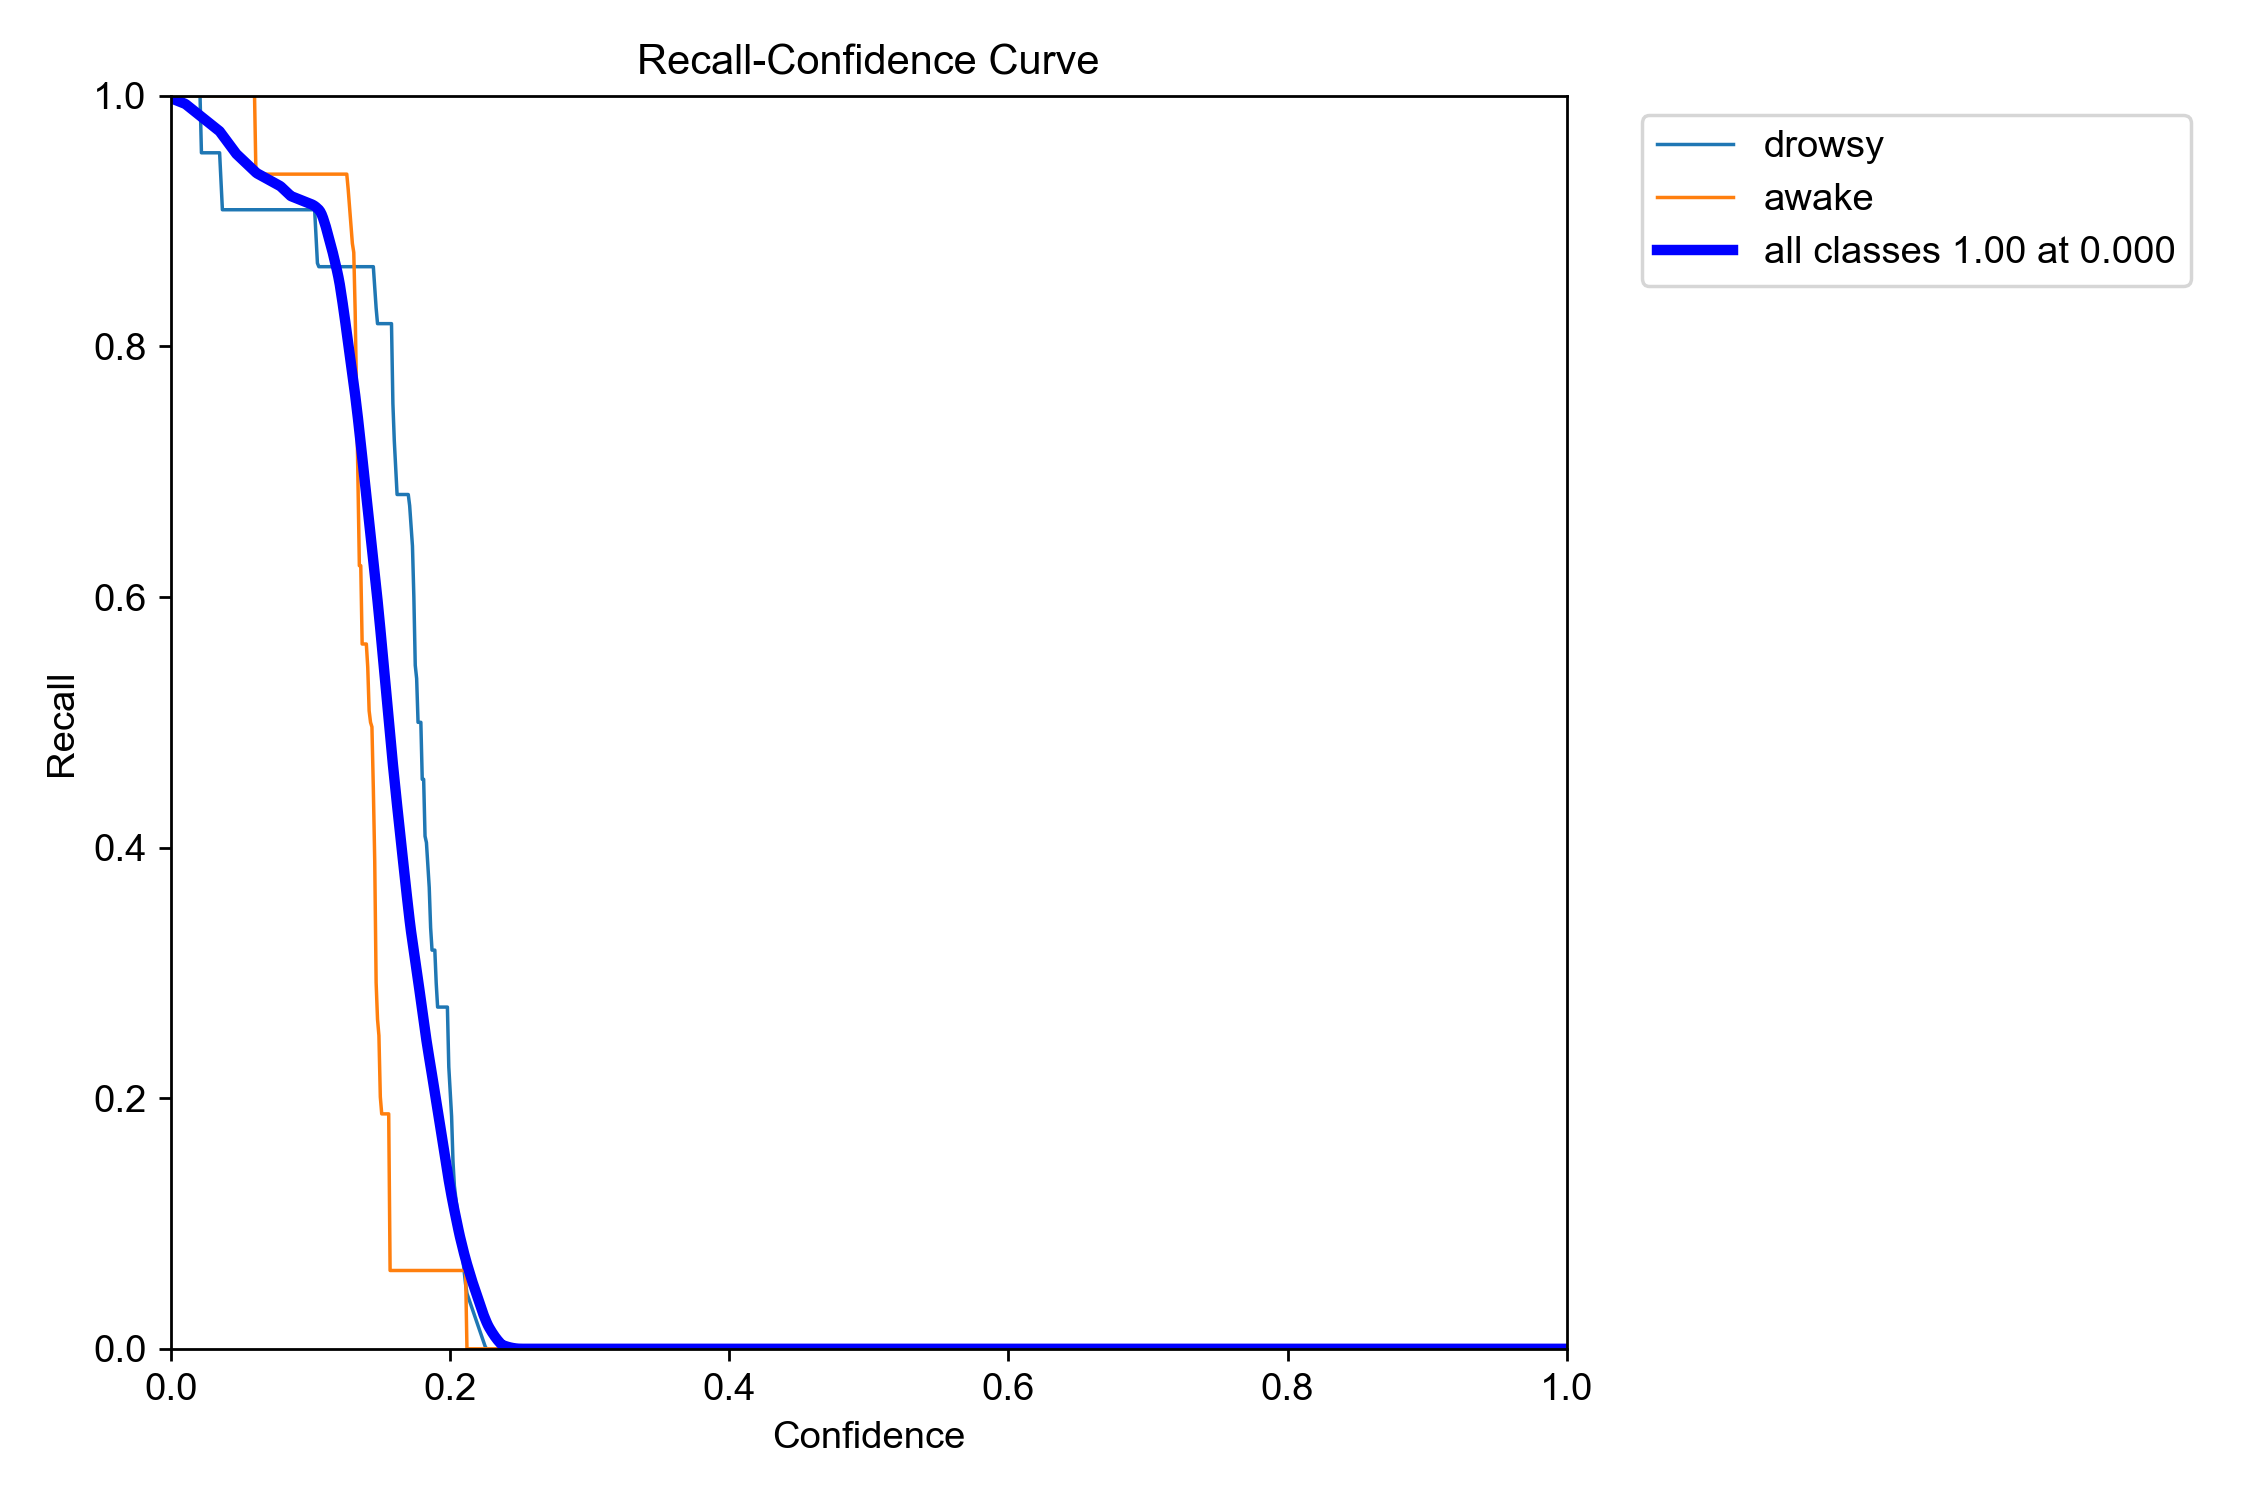 Recall-Confidence Curve
1.0
0.8
0.6
0.4
0.2
0.0
Recall
0.0 0.2 0.4 0.6 0.8 1.0
Confidence
drowsy
awake
all classes 1.00 at 0.000